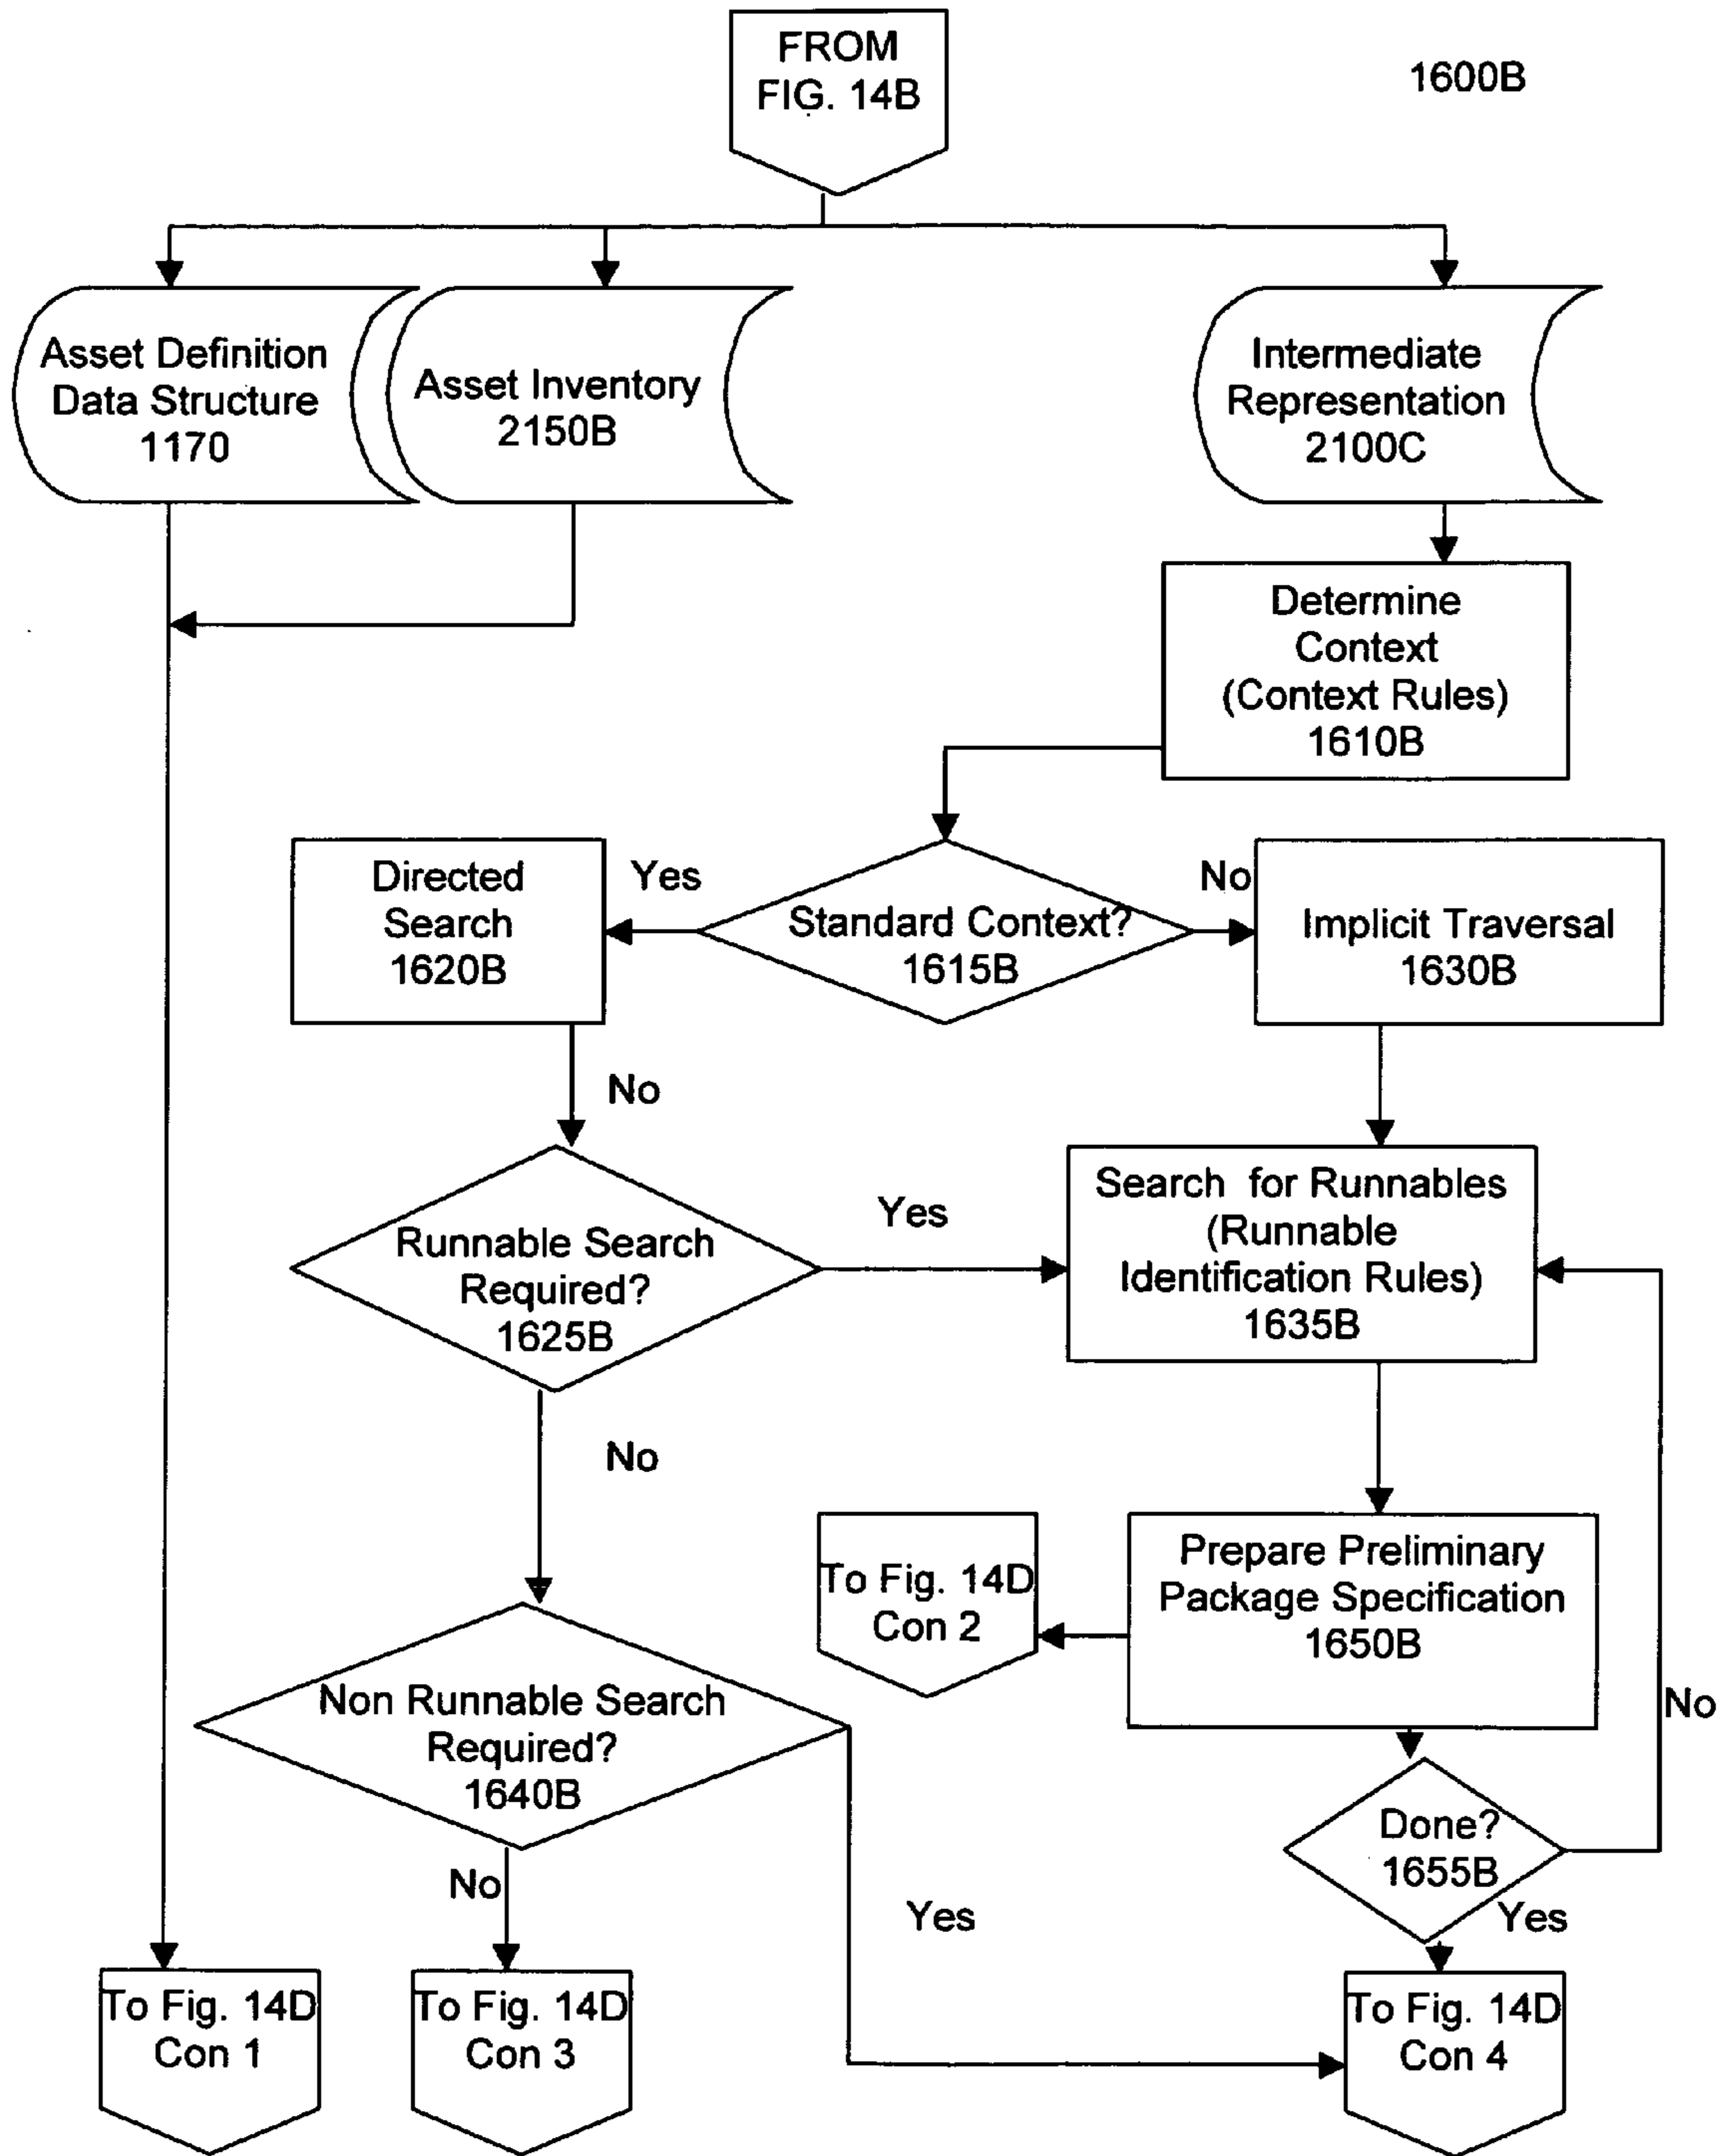 FROM
FIG. 14B
1600B
Asset Definition
Data Structure
1170
Asset Inventory
2150B
Intermediate
Representation
2100C
Determine
Context
(Context Rules)
1610B
Directed
Search
1620B
Yes
Standard Context?
1615B
No
Implicit Traversal
1630B
No
Runnable Search
Required?
1625B
Yes
Search for Runnables
(Runnable
Identification Rules)
1635B
No
To Fig. 14D
Con 2
Prepare Preliminary
Package Specification
1650B
No
Non Runnable Search
Required?
1640B
Done?
1655B
No
Yes
Yes
To Fig. 14D
Con 1
To Fig. 14D
Con 3
To Fig. 14D
Con 4